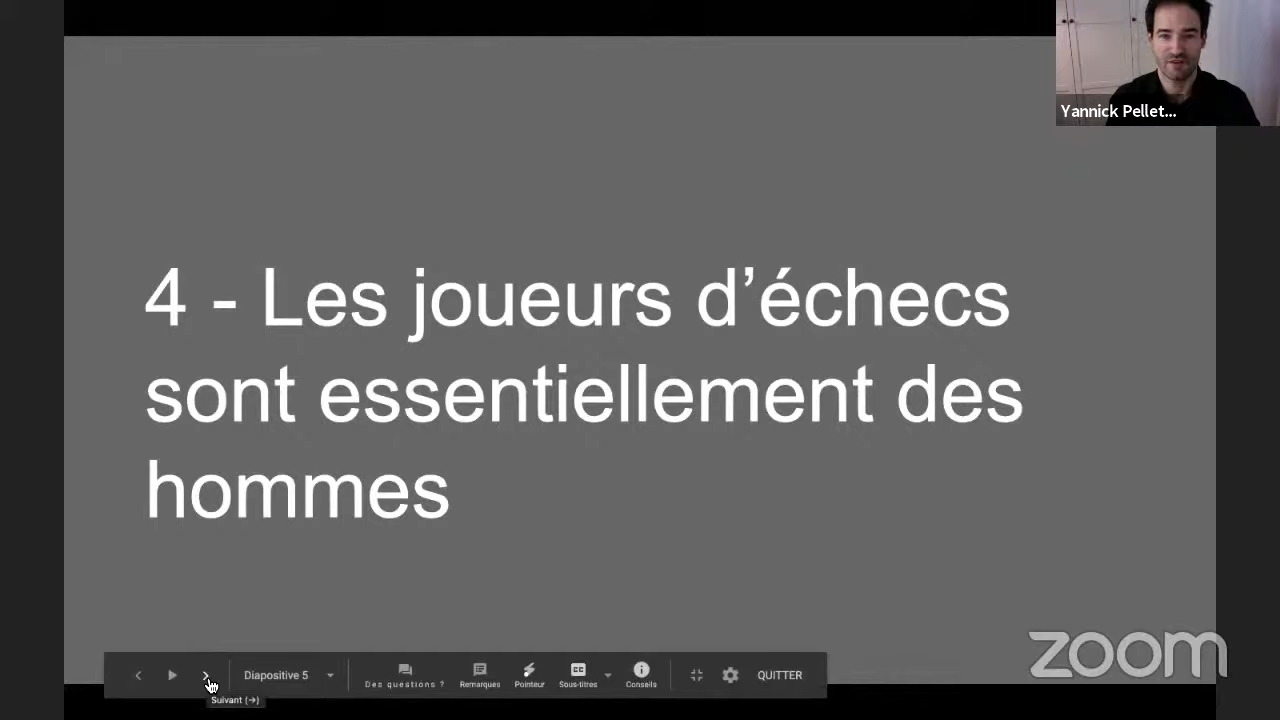 Yannick Pellet...
4 - Les joueurs d’échecs
sont essentiellement des
hommes
zoom
Diapositive 5
Des questions ?
Remarques
Pointeur
Sous-titres
Conseils
QUITTER
Suivant (→)